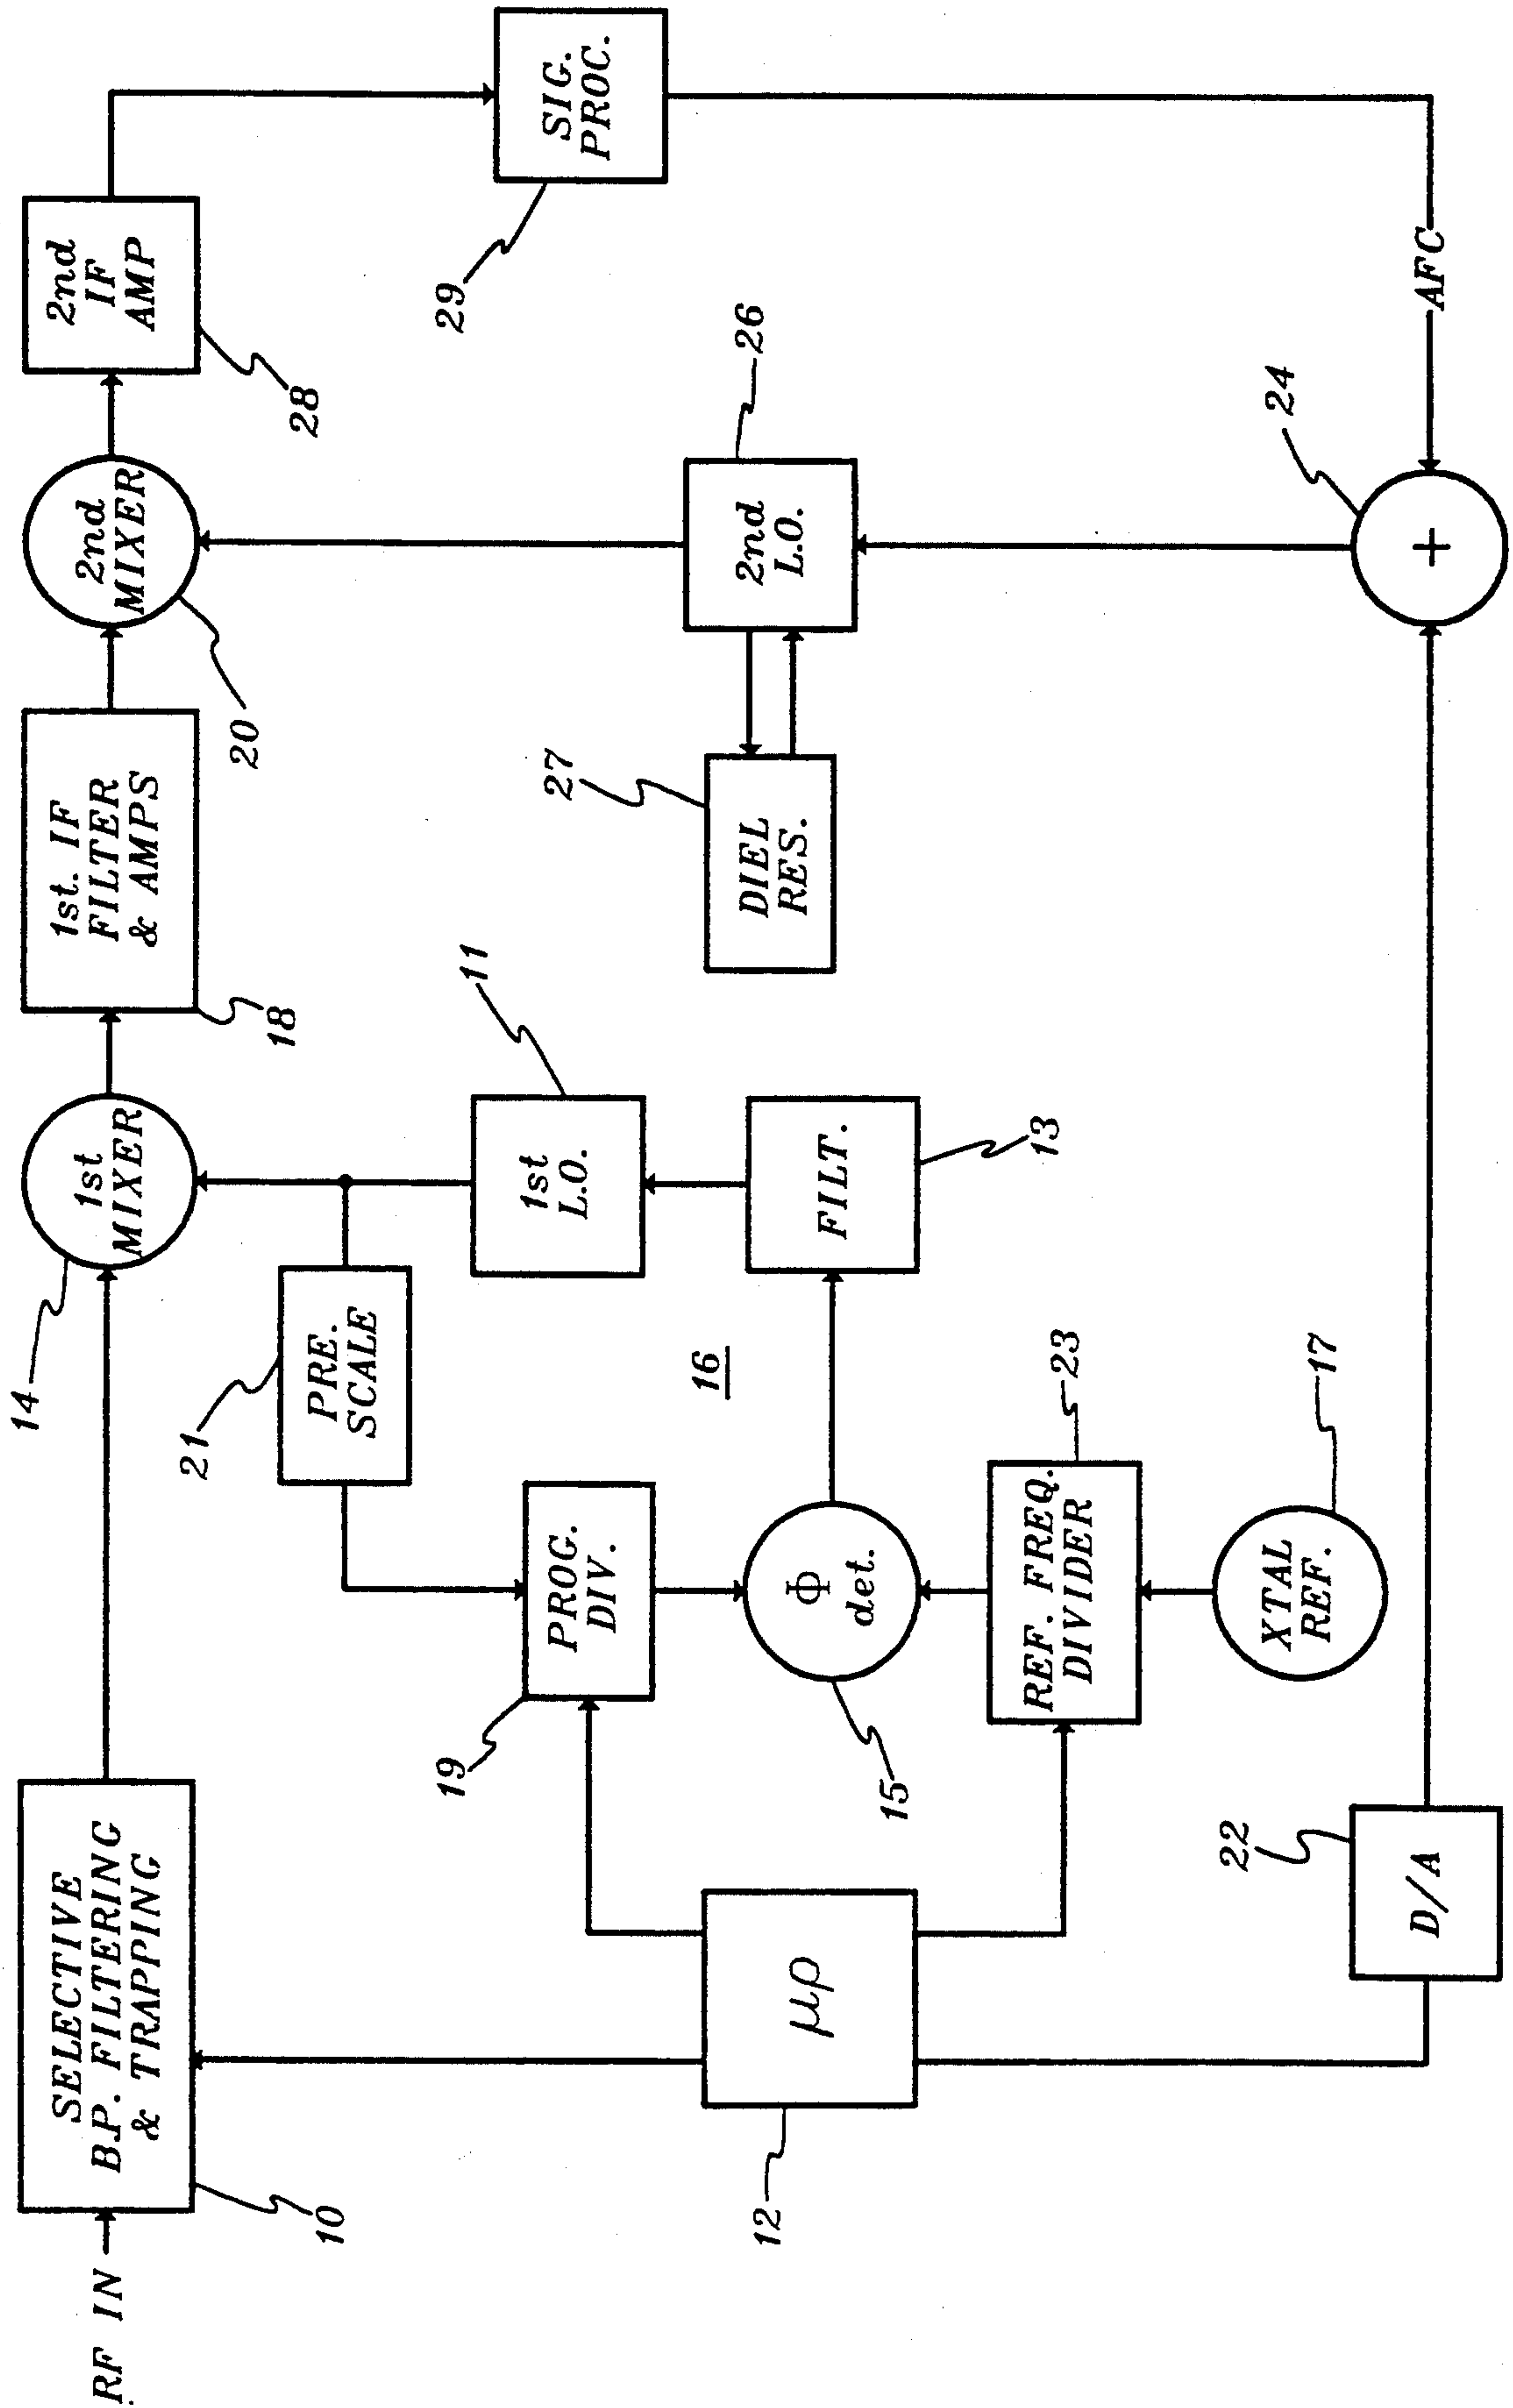 RF IN
SELECTIVE
B.P. FILTERING
& TRAPPING
10
14
1st
MIXER
1st. IF
FILTER
& AMPS
18
2nd
MIXER
20
2nd
IF
AMP
28
21
PRE.
SCALE
1st
L.O.
11
SIG.
PROC.
29
19
PROG.
DIV.
16
FILT.
13
27
DIEL
RES.
2nd
L.O.
26
12
μρ
Φ
det.
15
REF. FREQ.
DIVIDER
23
XTAL
REF.
17
22
D/A
24
+
AFC